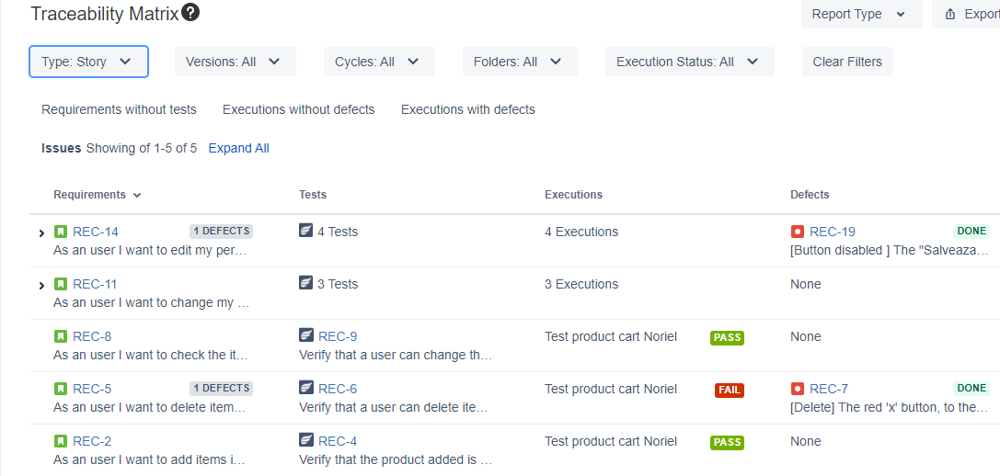 Traceability Matrix ?
Report Type
Export
Type: Story
Versions: All
Cycles: All
Folders: All
Execution Status: All
Clear Filters
Requirements without tests
Executions without defects
Executions with defects
Issues Showing of 1-5 of 5 Expand All
Requirements Tests Executions Defects
REC-14 1 DEFECTS 4 Tests 4 Executions REC-19 DONE
As an user I want to edit my per… [Button disabled ] The "Salveaza…
REC-11 3 Tests 3 Executions None
As an user I want to change my …
REC-8 REC-9 Test product cart Noriel PASS None
As an user I want to check the it… Verify that a user can change th…
REC-5 1 DEFECTS REC-6 Test product cart Noriel FAIL REC-7 DONE
As an user I want to delete item… Verify that a user can delete ite… [Delete] The red 'x' button, to the…
REC-2 REC-4 Test product cart Noriel PASS None
As an user I want to add items i… Verify that the product added is …